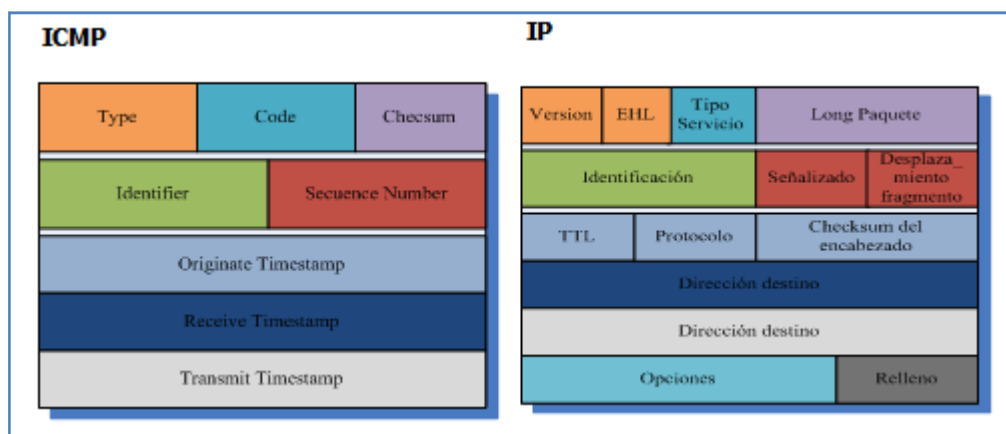 ICMP
Type Code Checsum
Identifier Secuence Number
Originate Timestamp
Receive Timestamp
Transmit Timestamp
IP
Version EHL Tipo Servicio Long Paquete
Identificación Señalizado Desplaza_ miento fragmento
TTL Protocolo Checksum del encabezado
Dirección destino
Dirección destino
Opciones Relleno